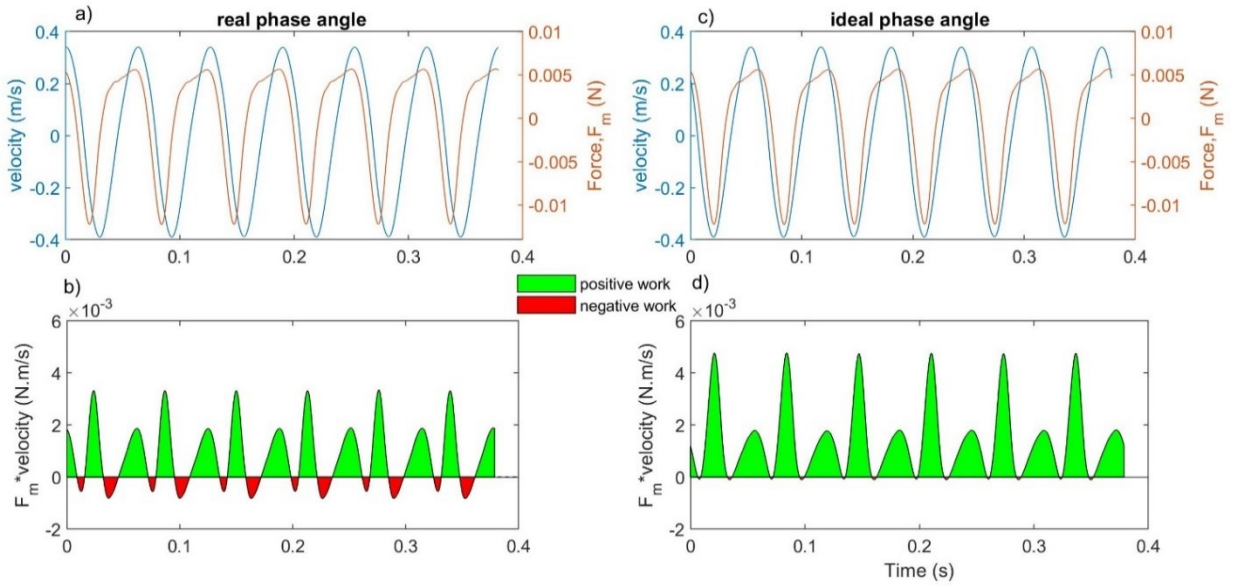 a)
real phase angle
0.4
0.2
0
-0.2
-0.4
velocity (m/s)
0.01
0.005
0
-0.005
-0.01
Force,F_m (N)
0 0.1 0.2 0.3 0.4
c)
ideal phase angle
0.4
0.2
0
-0.2
-0.4
velocity (m/s)
0.01
0.005
0
-0.005
-0.01
Force,F_m (N)
0 0.1 0.2 0.3 0.4
positive work
negative work
b)
×10⁻³
6
4
2
0
-2
F_m*velocity (N.m/s)
0 0.1 0.2 0.3 0.4
d)
×10⁻³
6
4
2
0
-2
F_m*velocity (N.m/s)
0 0.1 0.2 0.3 0.4
Time (s)